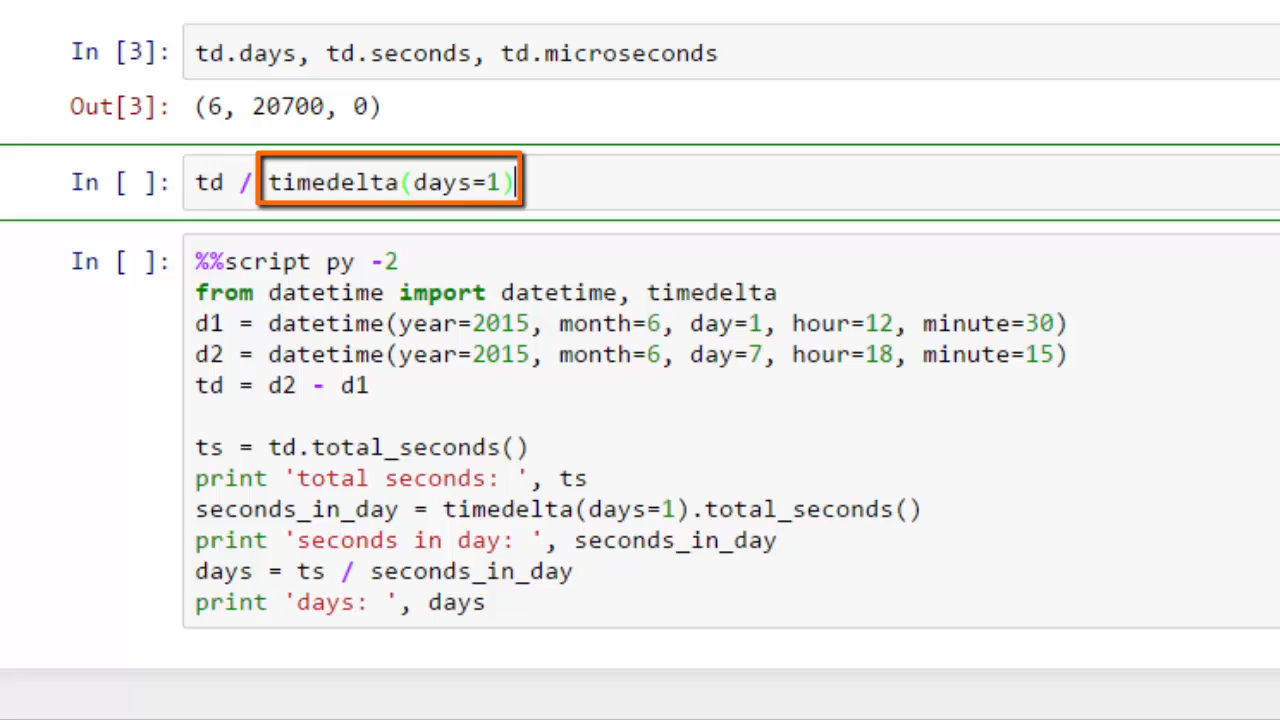 In [3]: td.days, td.seconds, td.microseconds
Out[3]: (6, 20700, 0)
In [ ]: td / timedelta(days=1)
In [ ]: %%script py -2
from datetime import datetime, timedelta
d1 = datetime(year=2015, month=6, day=1, hour=12, minute=30)
d2 = datetime(year=2015, month=6, day=7, hour=18, minute=15)
td = d2 - d1
ts = td.total_seconds()
print 'total seconds: ', ts
seconds_in_day = timedelta(days=1).total_seconds()
print 'seconds in day: ', seconds_in_day
days = ts / seconds_in_day
print 'days: ', days